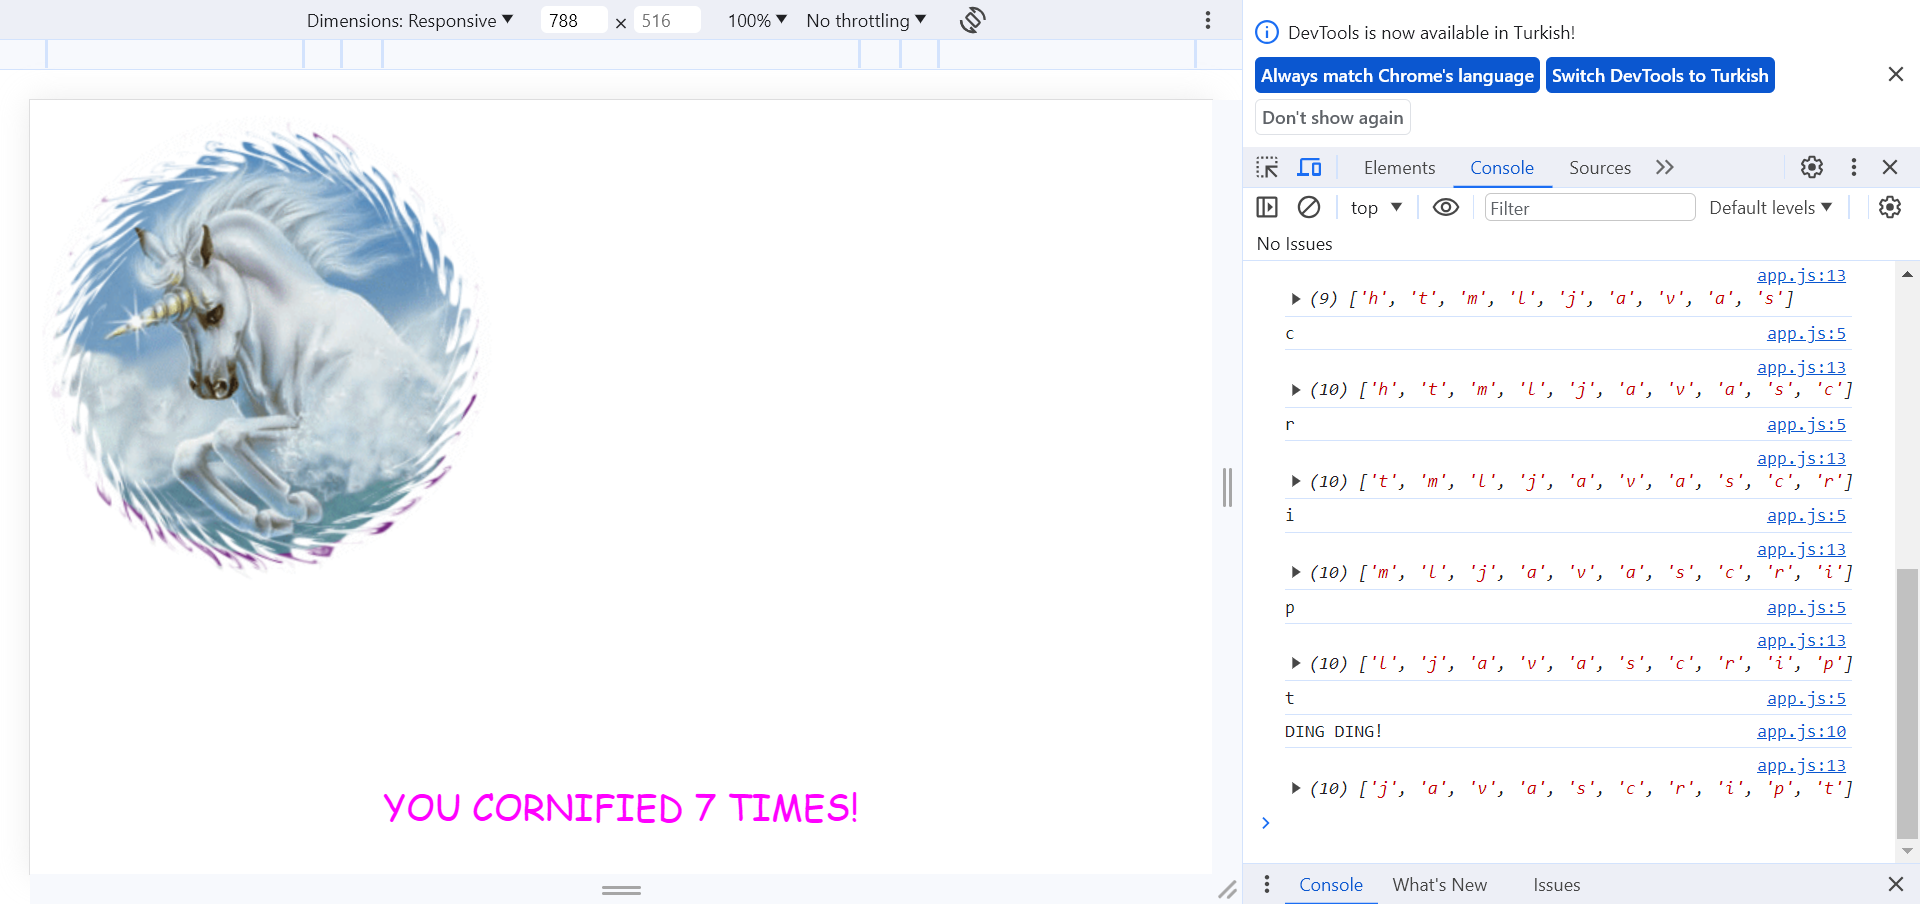 Dimensions: Responsive 788 × 516 100% No throttling
YOU CORNIFIED 7 TIMES!
DevTools is now available in Turkish!
Always match Chrome's language Switch DevTools to Turkish
Don't show again
Elements Console Sources
top Filter Default levels
No Issues
app.js:13
(9) ['h', 't', 'm', 'l', 'j', 'a', 'v', 'a', 's']
c app.js:5
app.js:13
(10) ['h', 't', 'm', 'l', 'j', 'a', 'v', 'a', 's', 'c']
r app.js:5
app.js:13
(10) ['t', 'm', 'l', 'j', 'a', 'v', 'a', 's', 'c', 'r']
i app.js:5
app.js:13
(10) ['m', 'l', 'j', 'a', 'v', 'a', 's', 'c', 'r', 'i']
p app.js:5
app.js:13
(10) ['l', 'j', 'a', 'v', 'a', 's', 'c', 'r', 'i', 'p']
t app.js:5
DING DING! app.js:10
app.js:13
(10) ['j', 'a', 'v', 'a', 's', 'c', 'r', 'i', 'p', 't']
Console What's New Issues